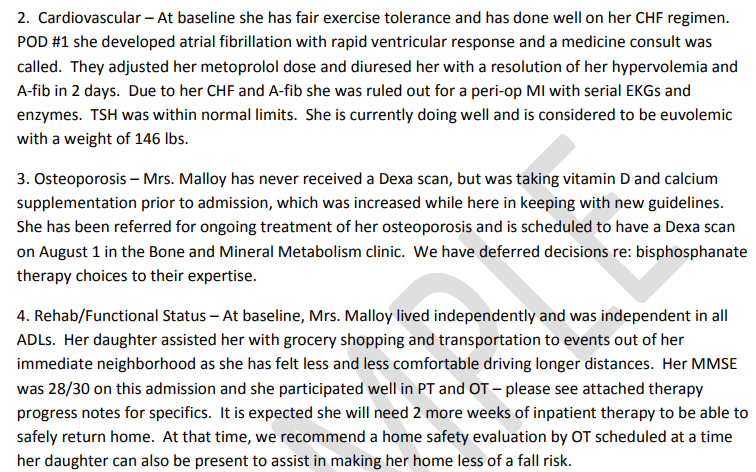 2. Cardiovascular – At baseline she has fair exercise tolerance and has done well on her CHF regimen.
POD #1 she developed atrial fibrillation with rapid ventricular response and a medicine consult was
called. They adjusted her metoprolol dose and diuresed her with a resolution of her hypervolemia and
A-fib in 2 days. Due to her CHF and A-fib she was ruled out for a peri-op MI with serial EKGs and
enzymes. TSH was within normal limits. She is currently doing well and is considered to be euvolemic
with a weight of 146 lbs.
3. Osteoporosis – Mrs. Malloy has never received a Dexa scan, but was taking vitamin D and calcium
supplementation prior to admission, which was increased while here in keeping with new guidelines.
She has been referred for ongoing treatment of her osteoporosis and is scheduled to have a Dexa scan
on August 1 in the Bone and Mineral Metabolism clinic. We have deferred decisions re: bisphosphanate
therapy choices to their expertise.
4. Rehab/Functional Status – At baseline, Mrs. Malloy lived independently and was independent in all
ADLs. Her daughter assisted her with grocery shopping and transportation to events out of her
immediate neighborhood as she has felt less and less comfortable driving longer distances. Her MMSE
was 28/30 on this admission and she participated well in PT and OT – please see attached therapy
progress notes for specifics. It is expected she will need 2 more weeks of inpatient therapy to be able to
safely return home. At that time, we recommend a home safety evaluation by OT scheduled at a time
her daughter can also be present to assist in making her home less of a fall risk.
MPLE